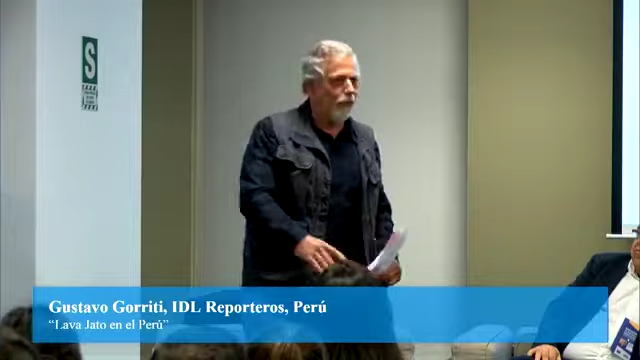 S
Gustavo Gorriti, IDL Reporteros, Perú
“Lava Jato en el Perú”